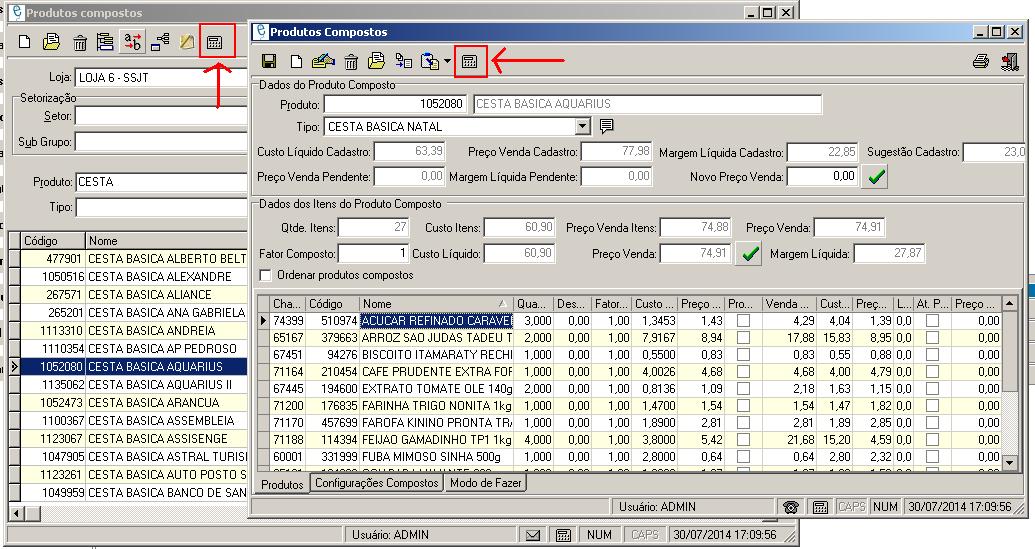 Produtos compostos
Loja: LOJA 6 - SSJT
Setorização
Setor:
Sub Grupo:
Produto: CESTA
Tipo:
Código Nome
477901 CESTA BASICA ALBERTO BELT
1050516 CESTA BASICA ALEXANDRE
267571 CESTA BASICA ALIANCE
265201 CESTA BASICA ANA GABRIELA
1113310 CESTA BASICA ANDREIA
1110354 CESTA BASICA AP PEDROSO
1052080 CESTA BASICA AQUARIUS
1135062 CESTA BASICA AQUARIUS II
1052473 CESTA BASICA ARANCUA
1100367 CESTA BASICA ASSEMBLEIA
1123067 CESTA BASICA ASSISENGE
1047905 CESTA BASICA ASTRAL TURIS
1123261 CESTA BASICA AUTO POSTO S
1049959 CESTA BASICA BANCO DE SAN
Usuário: ADMIN NUM CAPS 30/07/2014 17:09:56
Produtos Compostos
Dados do Produto Composto
Produto: 1052080 CESTA BASICA AQUARIUS
Tipo: CESTA BASICA NATAL
Custo Líquido Cadastro: 63,39 Preço Venda Cadastro: 77,98 Margem Líquida Cadastro: 22,85 Sugestão Cadastro: 23,0
Preço Venda Pendente: 0,00 Margem Líquida Pendente: 0,00 Novo Preço Venda: 0,00
Dados dos Itens do Produto Composto
Qtde. Itens: 27 Custo Itens: 60,90 Preço Venda Itens: 74,88 Preço Venda: 74,91
Fator Composto: 1 Custo Líquido: 60,90 Preço Venda: 74,91 Margem Líquida: 27,87
Ordenar produtos compostos
Cha... Código Nome Qua... Des... Fator... Custo ... Preço ... Pro... Venda ... Cust... Preç... L... At. P... Preço ...
74399 510974 ACUCAR REFINADO CARAVEL 3,000 0,00 1,00 1,3453 1,43 4,29 4,04 1,39 0,0 0,00
65167 379663 ARROZ SAO JUDAS TADEU T 2,000 0,00 1,00 7,9167 8,94 17,88 15,83 8,95 0,0 0,00
67451 94276 BISCOITO ITAMARATY RECHI 1,000 0,00 1,00 0,5500 0,83 0,83 0,55 0,88 0,0 0,00
71164 210454 CAFE PRUDENTE EXTRA FOR 1,000 0,00 1,00 4,0026 4,68 4,68 4,00 4,79 0,0 0,00
67445 194600 EXTRATO TOMATE OLE 140g 2,000 0,00 1,00 0,8136 1,09 2,18 1,63 1,15 0,0 0,00
71200 176835 FARINHA TRIGO NONITA 1kg 1,000 0,00 1,00 1,4700 1,54 1,54 1,47 1,82 0,0 0,00
71170 457699 FAROFA KININO PRONTA TR 1,000 0,00 1,00 1,8900 2,81 2,81 1,89 2,85 0,0 0,00
71188 114394 FEIJAO GAMADINHO TP1 1kg 4,000 0,00 1,00 3,8000 5,42 21,68 15,20 4,59 0,0 0,00
60001 331999 FUBA MIMOSO SINHA 500g 1,000 0,00 1,00 2,8000 0,64 0,64 2,80 2,32 0,0 0,00
Produtos Configurações Compostos Modo de Fazer
Usuário: ADMIN CAPS NUM 30/07/2014 17:09:56